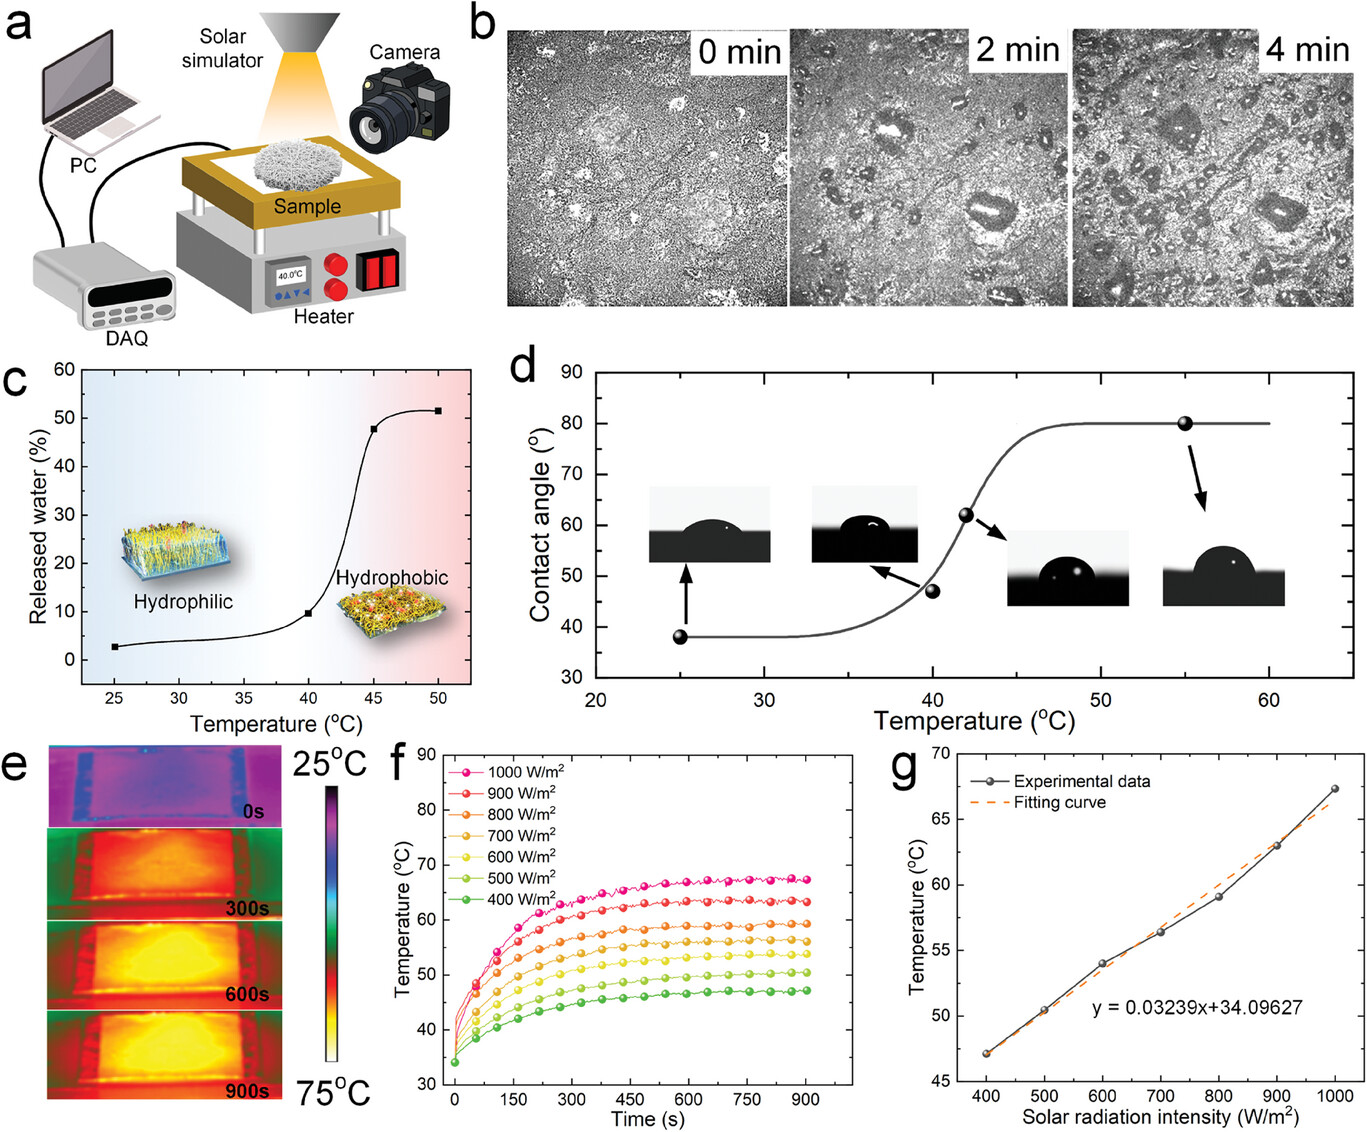 a
Solar
simulator
Camera
PC
Sample
40.0°C
Heater
DAQ
b
0 min
2 min
4 min
c
Released water (%)
60
50
40
30
20
10
0
Hydrophilic
Hydrophobic
25
30
35
40
45
50
Temperature (°C)
d
Contact angle (°)
90
80
70
60
50
40
30
20
30
40
50
60
Temperature (°C)
e
0s
300s
600s
900s
25°C
75°C
f
Temperature (°C)
90
80
70
60
50
40
30
1000 W/m²
900 W/m²
800 W/m²
700 W/m²
600 W/m²
500 W/m²
400 W/m²
0
150
300
450
600
750
900
Time (s)
g
Temperature (°C)
70
65
60
55
50
45
Experimental data
Fitting curve
y = 0.03239x+34.09627
400
500
600
700
800
900
1000
Solar radiation intensity (W/m²)